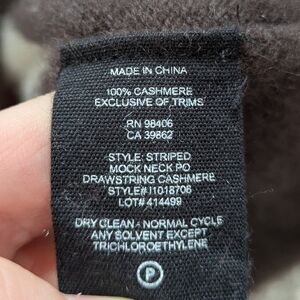 MADE IN CHINA
100% CASHMERE
EXCLUSIVE OF TRIMS
RN 98406
CA 39862
STYLE: STRIPED
MOCK NECK PO
DRAWSTRING CASHMERE
STYLE# I1018706
LOT# 414499
DRY CLEAN - NORMAL CYCLE
ANY SOLVENT EXCEPT
TRICHLOROETHYLENE
P